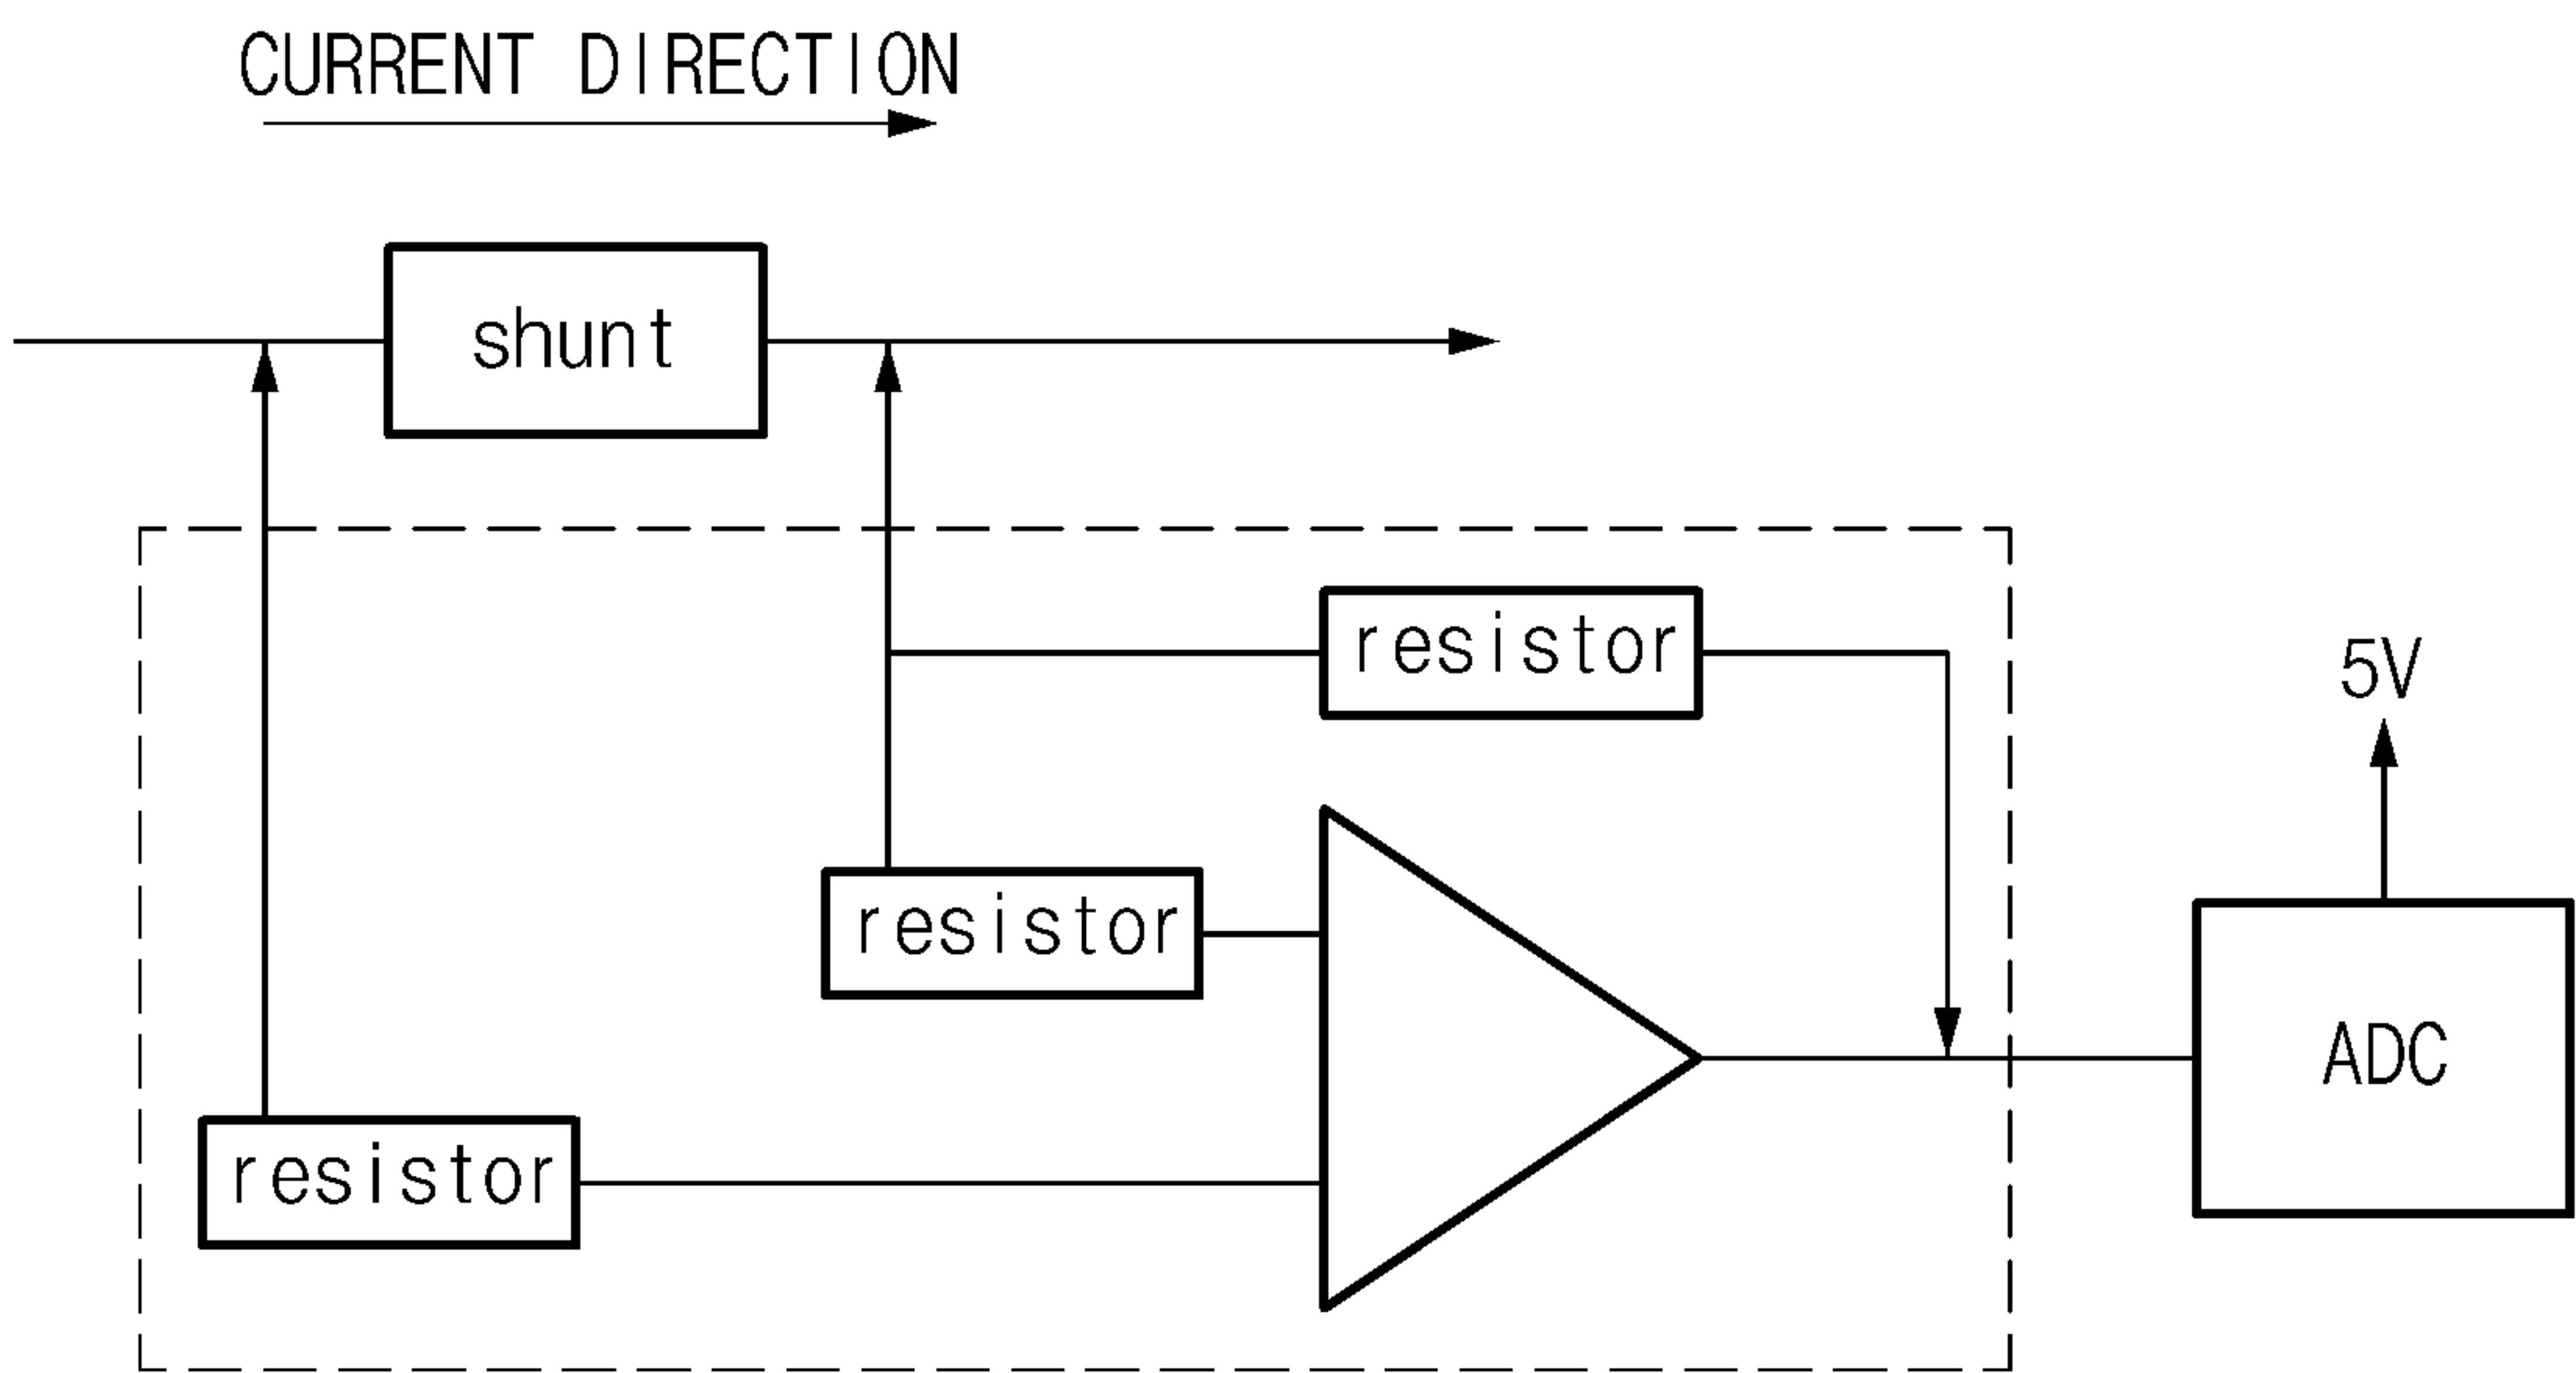 CURRENT DIRECTION
shunt
resistor
5V
resistor
ADC
resistor